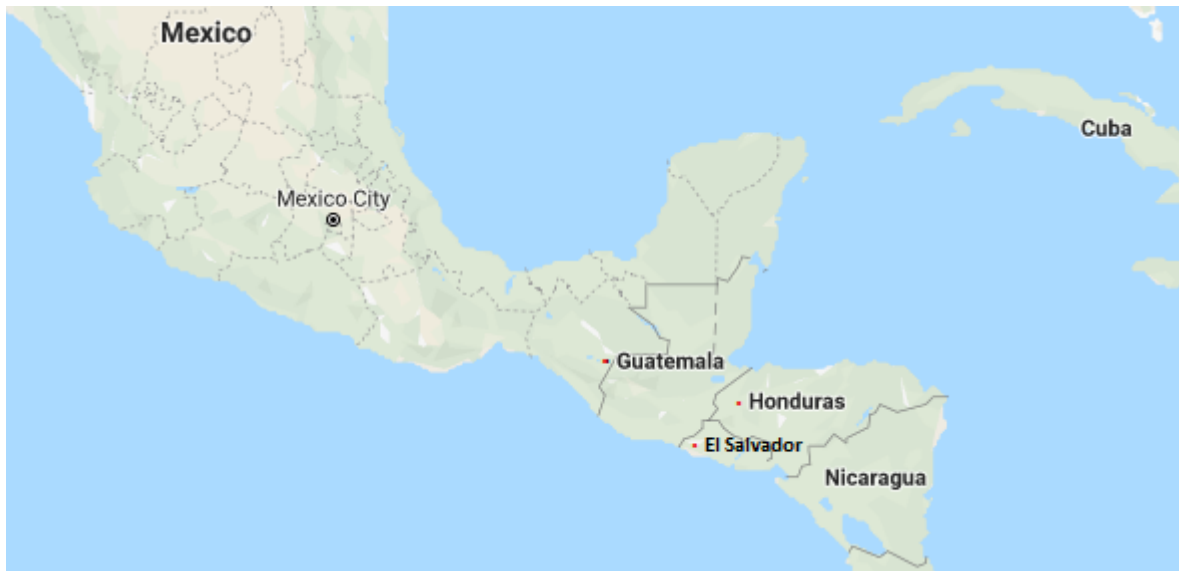 Mexico
Cuba
Mexico City
Guatemala
Honduras
El Salvador
Nicaragua